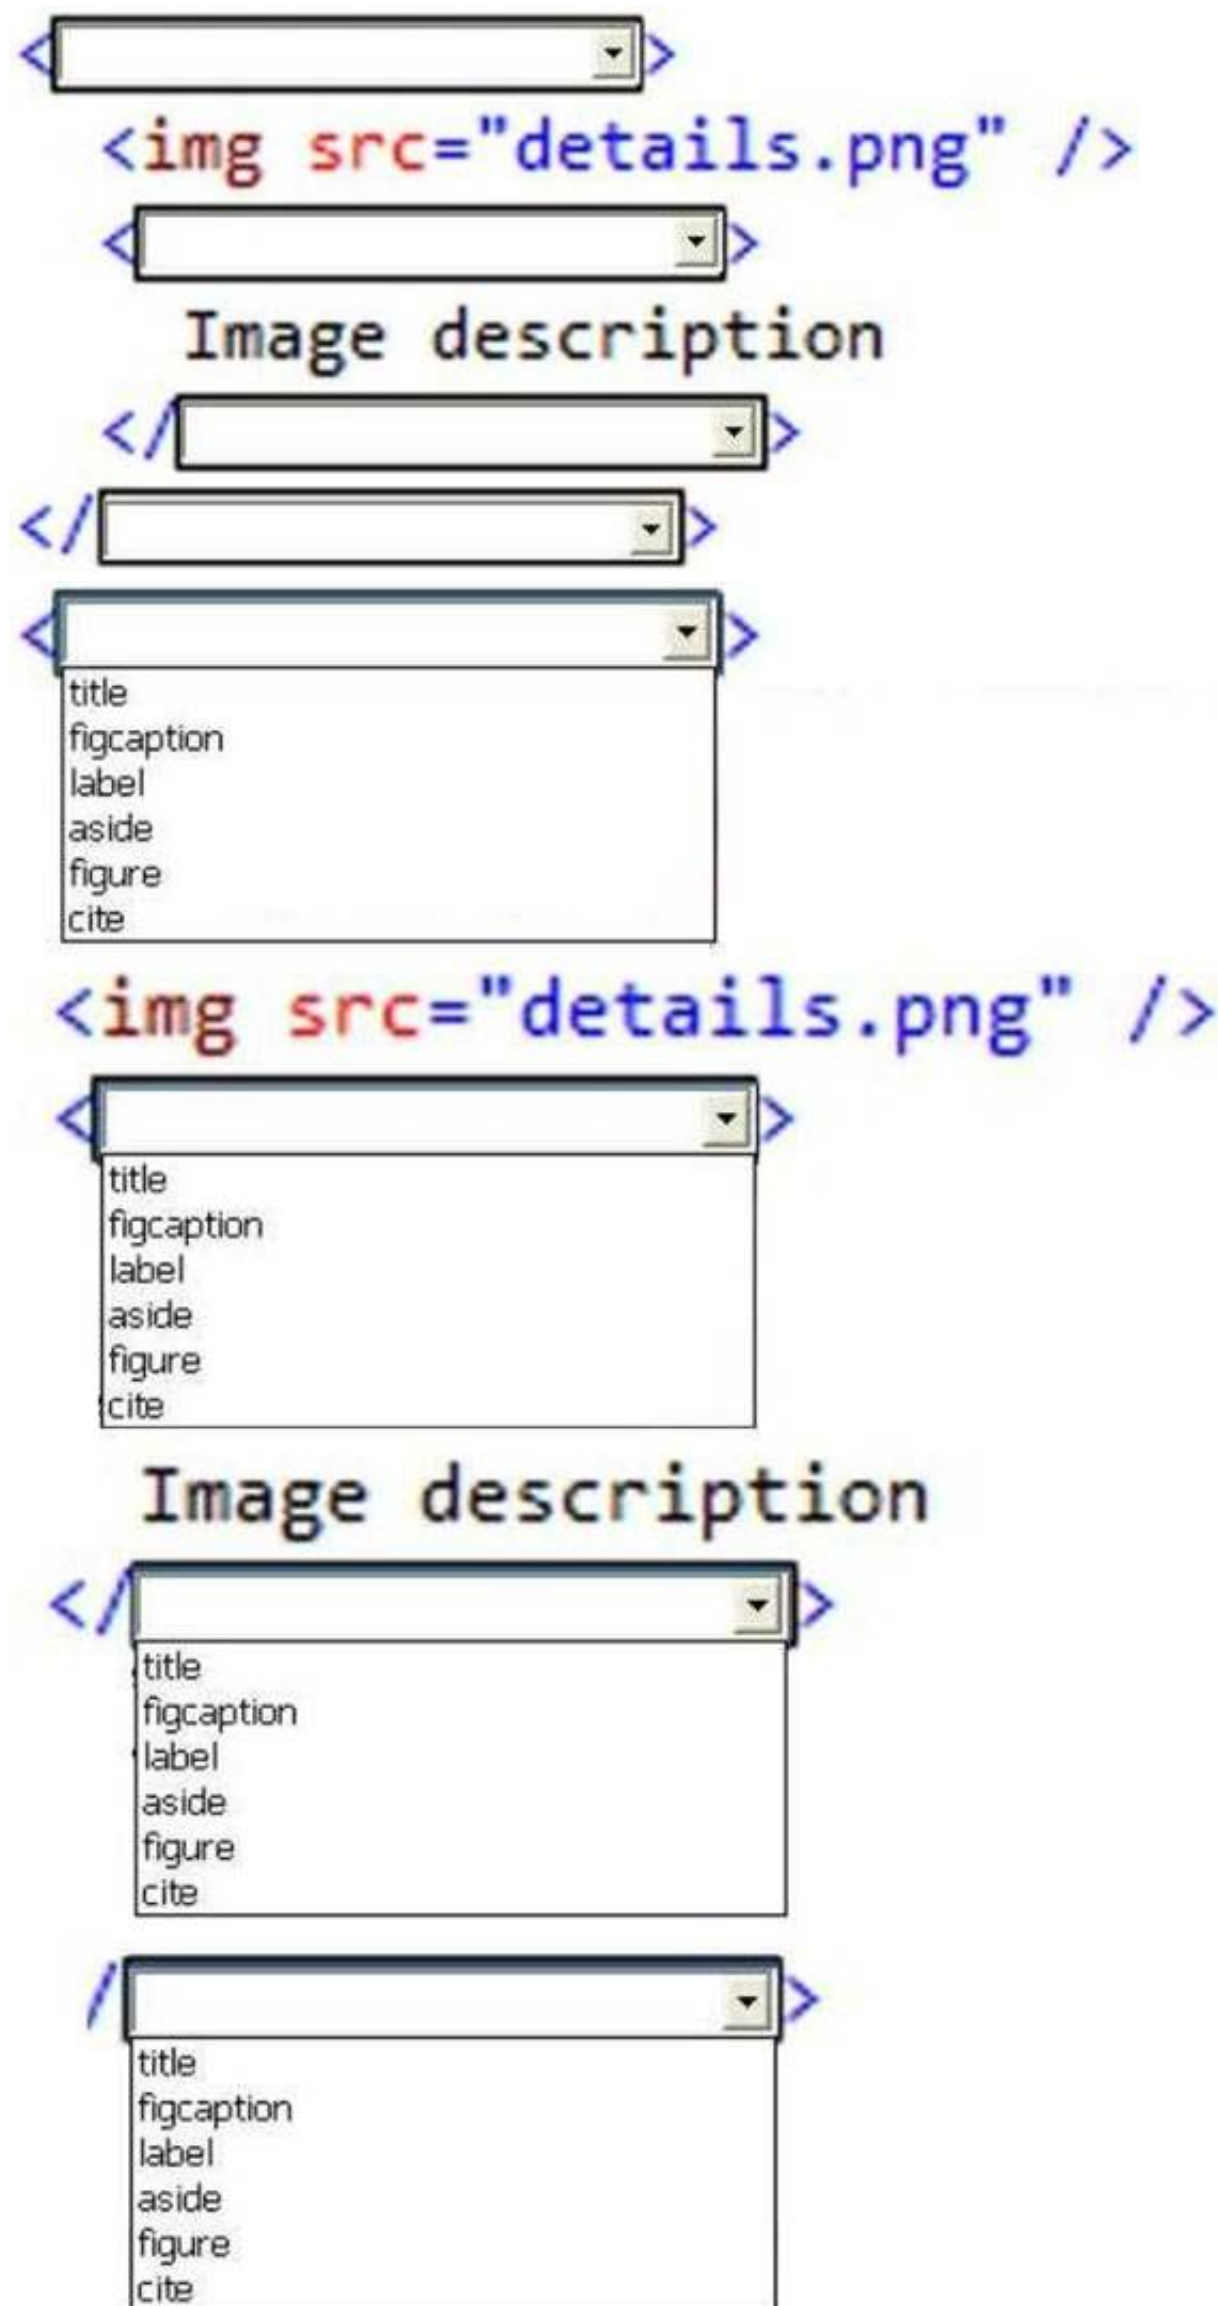 < >
<img src="details.png" />
< >
Image description
</ >
</ >
< >
title
figcaption
label
aside
figure
cite
<img src="details.png" />
< >
title
figcaption
label
aside
figure
cite
Image description
</ >
title
figcaption
label
aside
figure
cite
/ >
title
figcaption
label
aside
figure
cite